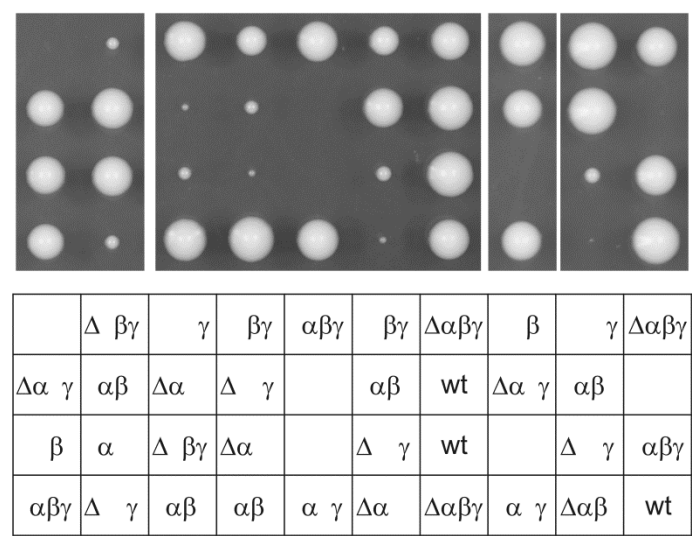 Δ βγ γ βγ αβγ βγ Δαβγ β γ Δαβγ
Δα γ αβ Δα Δ γ αβ wt Δα γ αβ
β α Δ βγ Δα Δ γ wt Δ γ αβγ
αβγ Δ γ αβ αβ α γ Δα Δαβγ α γ Δαβ wt